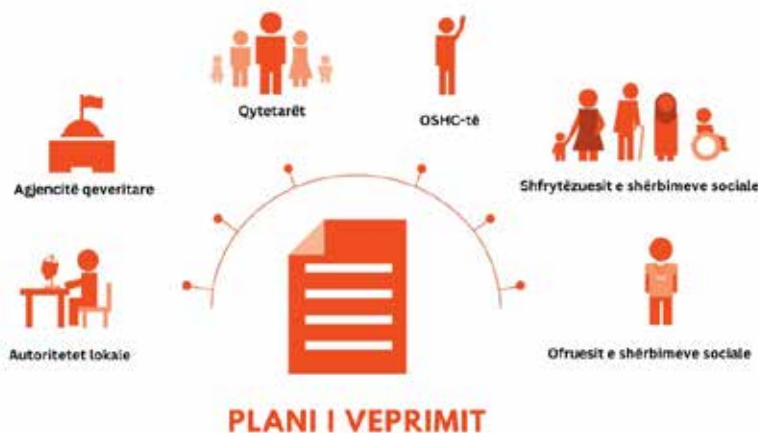 Qytetarët
OSHC-të
Agjencitë qeveritare
Shfrytëzuesit e shërbimeve sociale
Autoritetet lokale
Ofruesit e shërbimeve sociale
PLANI I VEPRIMIT